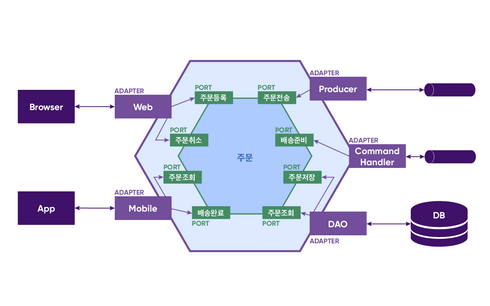 ADAPTER
Producer
PORT
주문등록
PORT
주문전송
Browser
ADAPTER
Web
PORT
주문취소
PORT
배송준비
ADAPTER
Command
Handler
주문
PORT
주문조회
PORT
주문저장
App
ADAPTER
Mobile
배송완료
PORT
주문조회
PORT
DAO
ADAPTER
DB